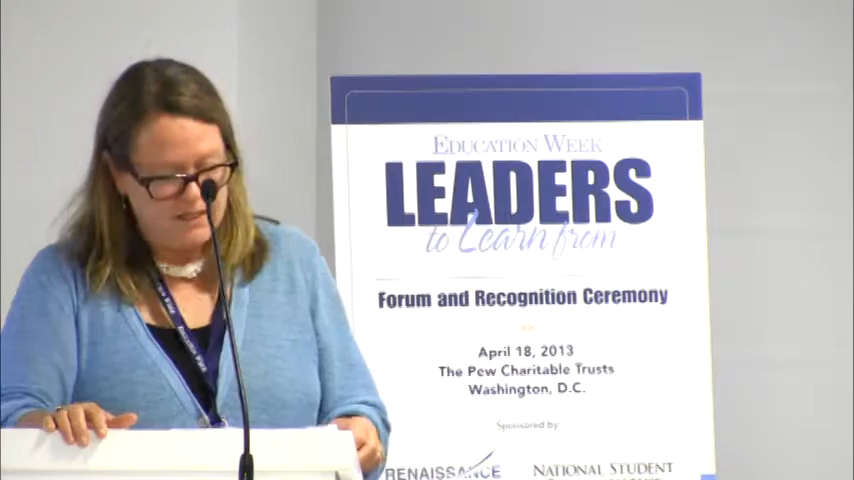 EDUCATION WEEK
LEADERS
to Learn from
Forum and Recognition Ceremony
April 18, 2013
The Pew Charitable Trusts
Washington, D.C.
Sponsored by
RENAISSANCE
NATIONAL STUDENT